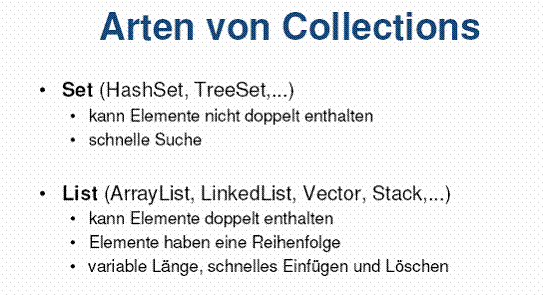 Arten von Collections
• Set (HashSet, TreeSet,...)
• kann Elemente nicht doppelt enthalten
• schnelle Suche
• List (ArrayList, LinkedList, Vector, Stack,...)
• kann Elemente doppelt enthalten
• Elemente haben eine Reihenfolge
• variable Länge, schnelles Einfügen und Löschen